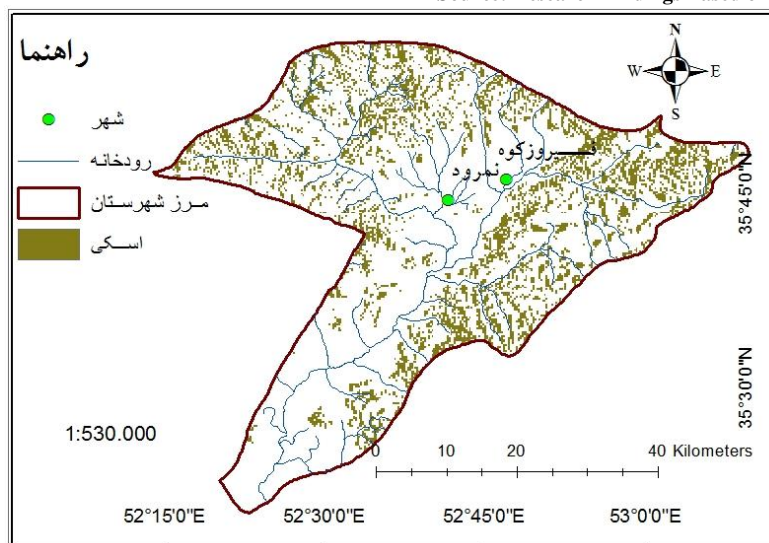 راهنما
شهر
رودخانه
مرز شهرستان
اسکی
N
W E
S
فیروزکوه
نمرود
35°45'0"N
35°30'0"N
1:530.000
0 10 20 40 Kilometers
52°15'0"E 52°30'0"E 52°45'0"E 53°0'0"E